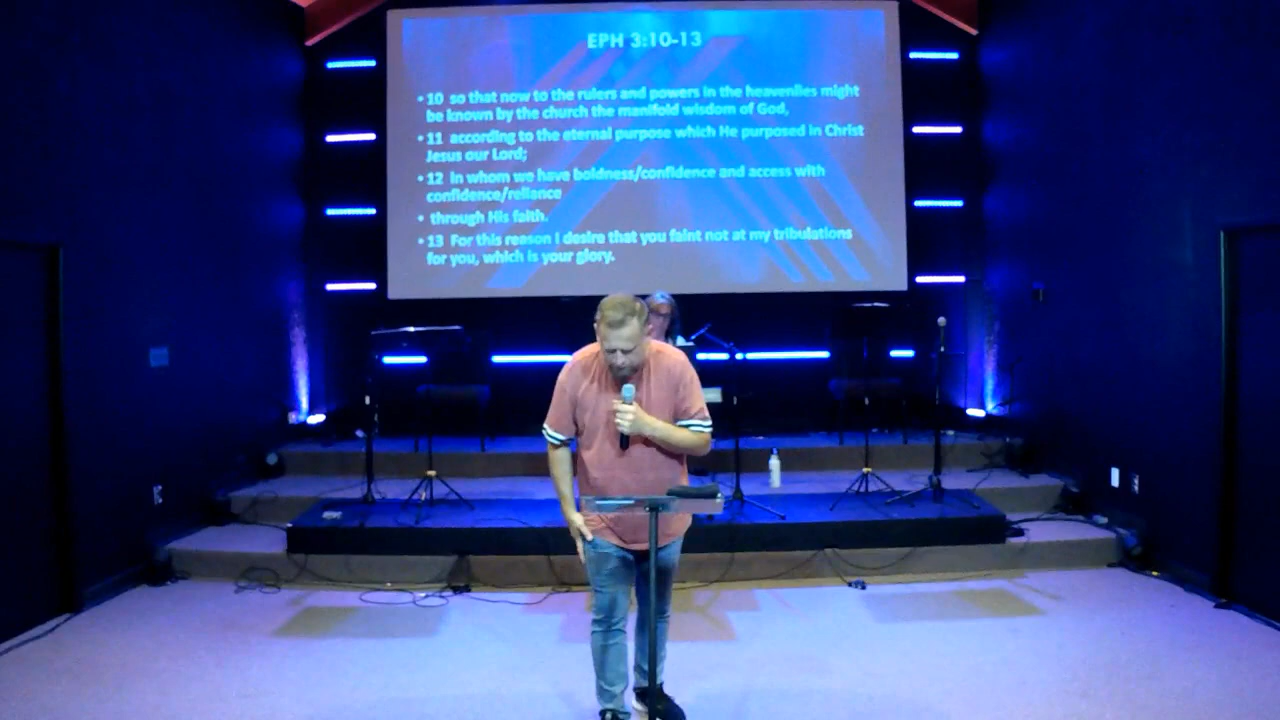 EPH 3:10-13
• 10 so that now to the rulers and powers in the heavenlies might
be known by the church the manifold wisdom of God,
• 11 according to the eternal purpose which He purposed in Christ
Jesus our Lord;
• 12 In whom we have boldness/confidence and access with
confidence/reliance
• through His faith.
• 13 For this reason I desire that you faint not at my tribulations
for you, which is your glory.